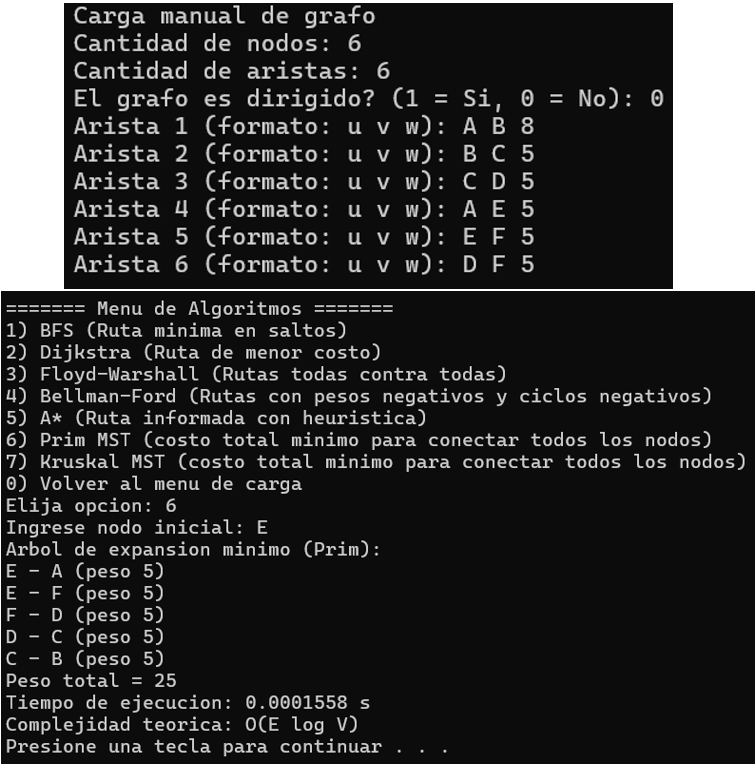 Carga manual de grafo
Cantidad de nodos: 6
Cantidad de aristas: 6
El grafo es dirigido? (1 = Si, 0 = No): 0
Arista 1 (formato: u v w): A B 8
Arista 2 (formato: u v w): B C 5
Arista 3 (formato: u v w): C D 5
Arista 4 (formato: u v w): A E 5
Arista 5 (formato: u v w): E F 5
Arista 6 (formato: u v w): D F 5
======= Menu de Algoritmos =======
1) BFS (Ruta minima en saltos)
2) Dijkstra (Ruta de menor costo)
3) Floyd-Warshall (Rutas todas contra todas)
4) Bellman-Ford (Rutas con pesos negativos y ciclos negativos)
5) A* (Ruta informada con heuristica)
6) Prim MST (costo total minimo para conectar todos los nodos)
7) Kruskal MST (costo total minimo para conectar todos los nodos)
0) Volver al menu de carga
Elija opcion: 6
Ingrese nodo inicial: E
Arbol de expansion minimo (Prim):
E - A (peso 5)
E - F (peso 5)
F - D (peso 5)
D - C (peso 5)
C - B (peso 5)
Peso total = 25
Tiempo de ejecucion: 0.0001558 s
Complejidad teorica: O(E log V)
Presione una tecla para continuar . . .